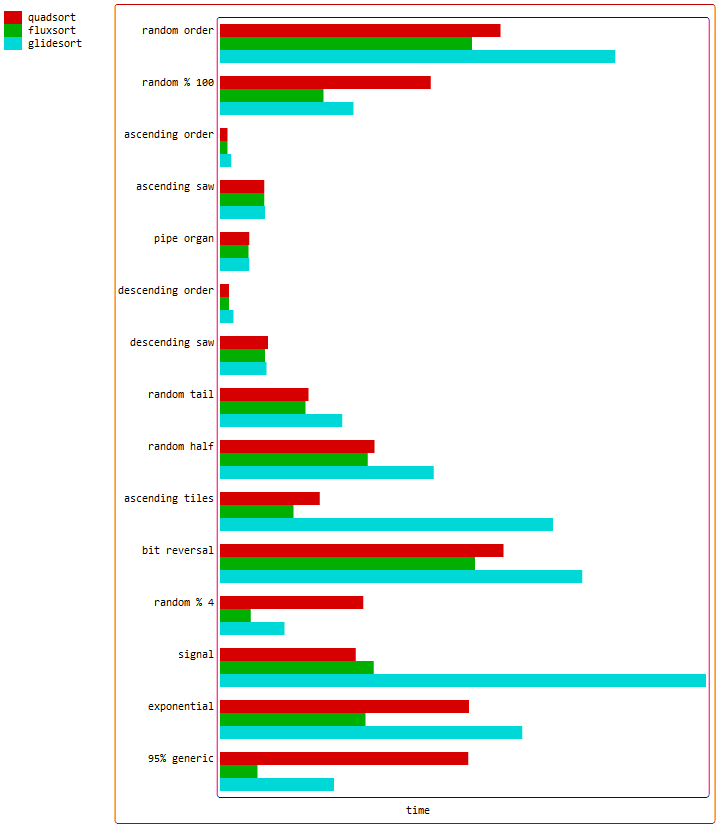 quadsort
fluxsort
glidesort
random order
random % 100
ascending order
ascending saw
pipe organ
descending order
descending saw
random tail
random half
ascending tiles
bit reversal
random % 4
signal
exponential
95% generic
time